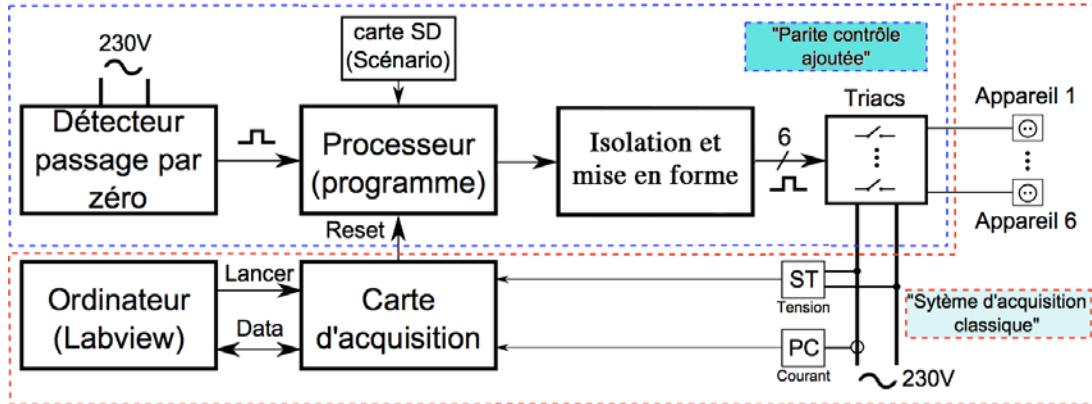 230V
carte SD
(Scénario)
"Parite contrôle
ajoutée"
Détecteur
passage par
zéro
Processeur
(programme)
Isolation et
mise en forme
6
Triacs
Appareil 1
Appareil 6
Reset
Ordinateur
(Labview)
Lancer
Data
Carte
d'acquisition
ST
Tension
PC
Courant
"Sytème d'acquisition
classique"
230V